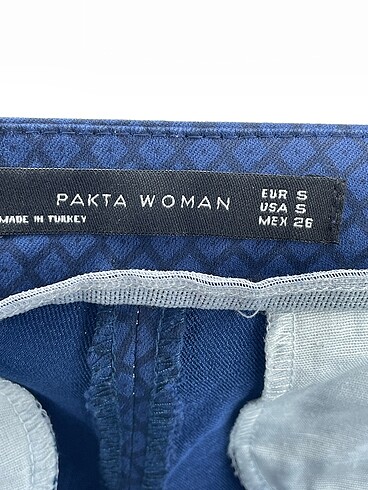 PAKTA WOMAN
EUR S
USA S
MEX 26
MADE IN TURKEY